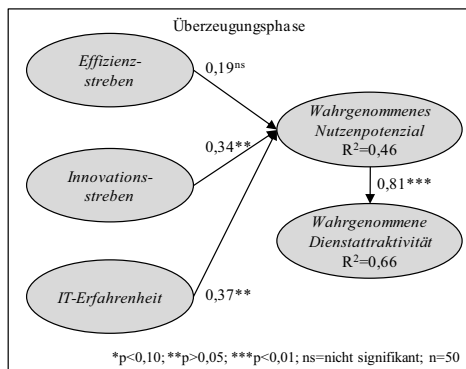 Überzeugungsphase
Effizienz-
streben
0,19ns
Innovations-
streben
0,34**
IT-Erfahrenheit
0,37**
Wahrgenommenes
Nutzenpotenzial
R²=0,46
0,81***
Wahrgenommene
Dienstattraktivität
R²=0,66
*p<0,10; **p>0,05; ***p<0,01; ns=nicht signifikant; n=50